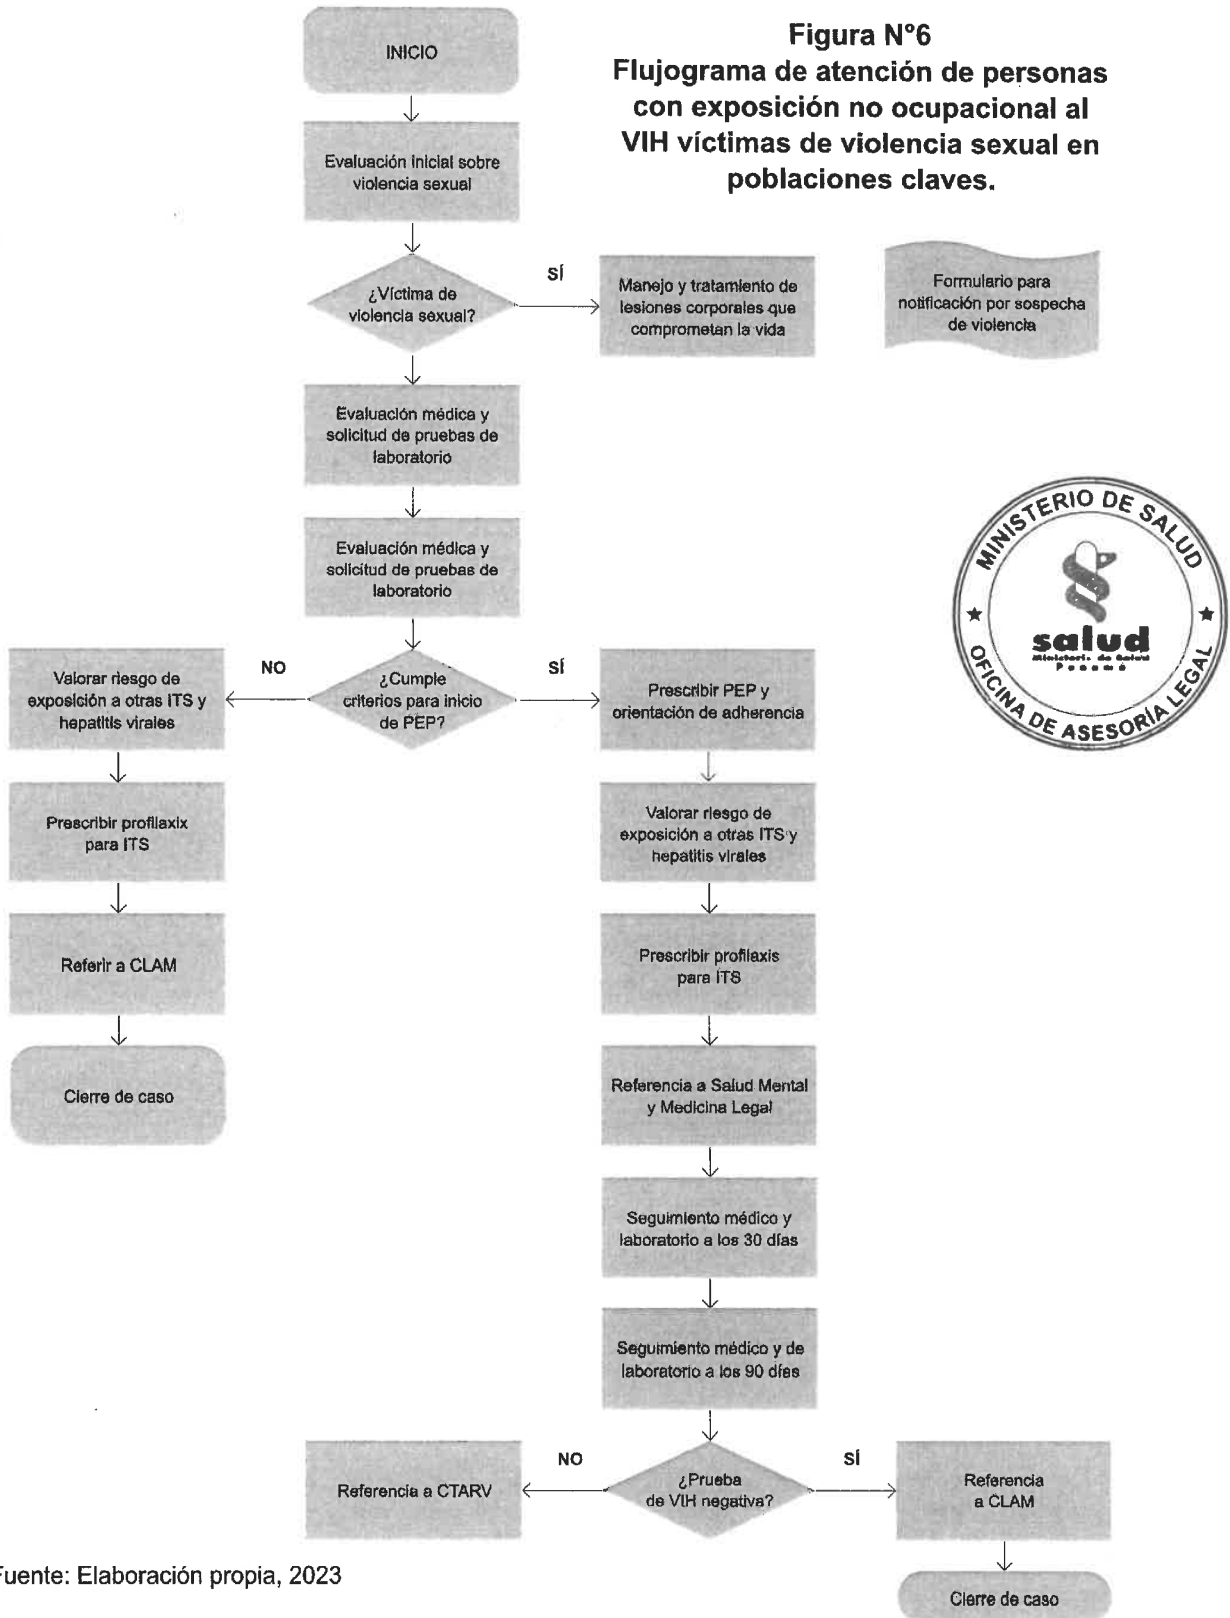 Figura N°6
Flujograma de atención de personas
con exposición no ocupacional al
VIH víctimas de violencia sexual en
poblaciones claves.
INICIO
Evaluación inicial sobre
violencia sexual
¿Víctima de
violencia sexual?
SÍ
Manejo y tratamiento de
lesiones corporales que
comprometan la vida
Formulario para
notificación por sospecha
de violencia
Evaluación médica y
solicitud de pruebas de
laboratorio
Evaluación médica y
solicitud de pruebas de
laboratorio
MINISTERIO DE SALUD
salud
Ministerio de Salud
Panamá
OFICINA DE ASESORÍA LEGAL
¿Cumple
criterios para inicio
de PEP?
NO
Valorar riesgo de
exposición a otras ITS y
hepatitis virales
Prescribir profilaxix
para ITS
Referir a CLAM
Cierre de caso
SÍ
Prescribir PEP y
orientación de adherencia
Valorar riesgo de
exposición a otras ITS y
hepatitis virales
Prescribir profilaxis
para ITS
Referencia a Salud Mental
y Medicina Legal
Seguimiento médico y
laboratorio a los 30 días
Seguimiento médico y de
laboratorio a los 90 días
¿Prueba
de VIH negativa?
NO
Referencia a CTARV
SÍ
Referencia
a CLAM
Cierre de caso
Fuente: Elaboración propia, 2023